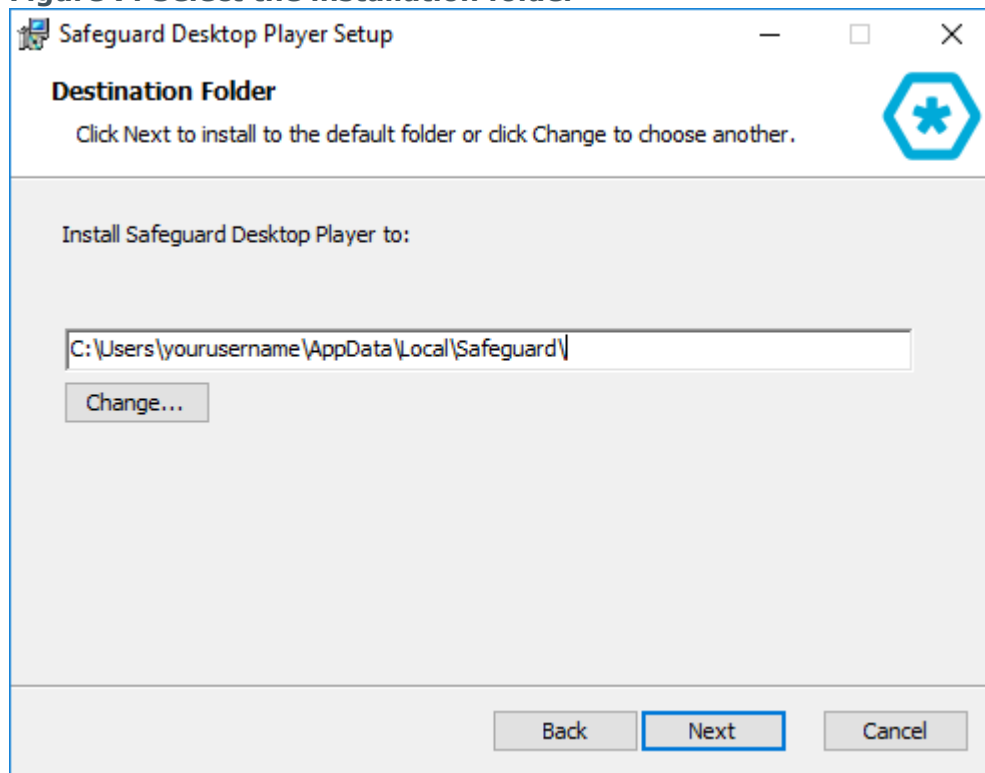 Safeguard Desktop Player Setup
Destination Folder
Click Next to install to the default folder or click Change to choose another.
Install Safeguard Desktop Player to:
C:\Users\yourusername\AppData\Local\Safeguard\
Change...
Back Next Cancel